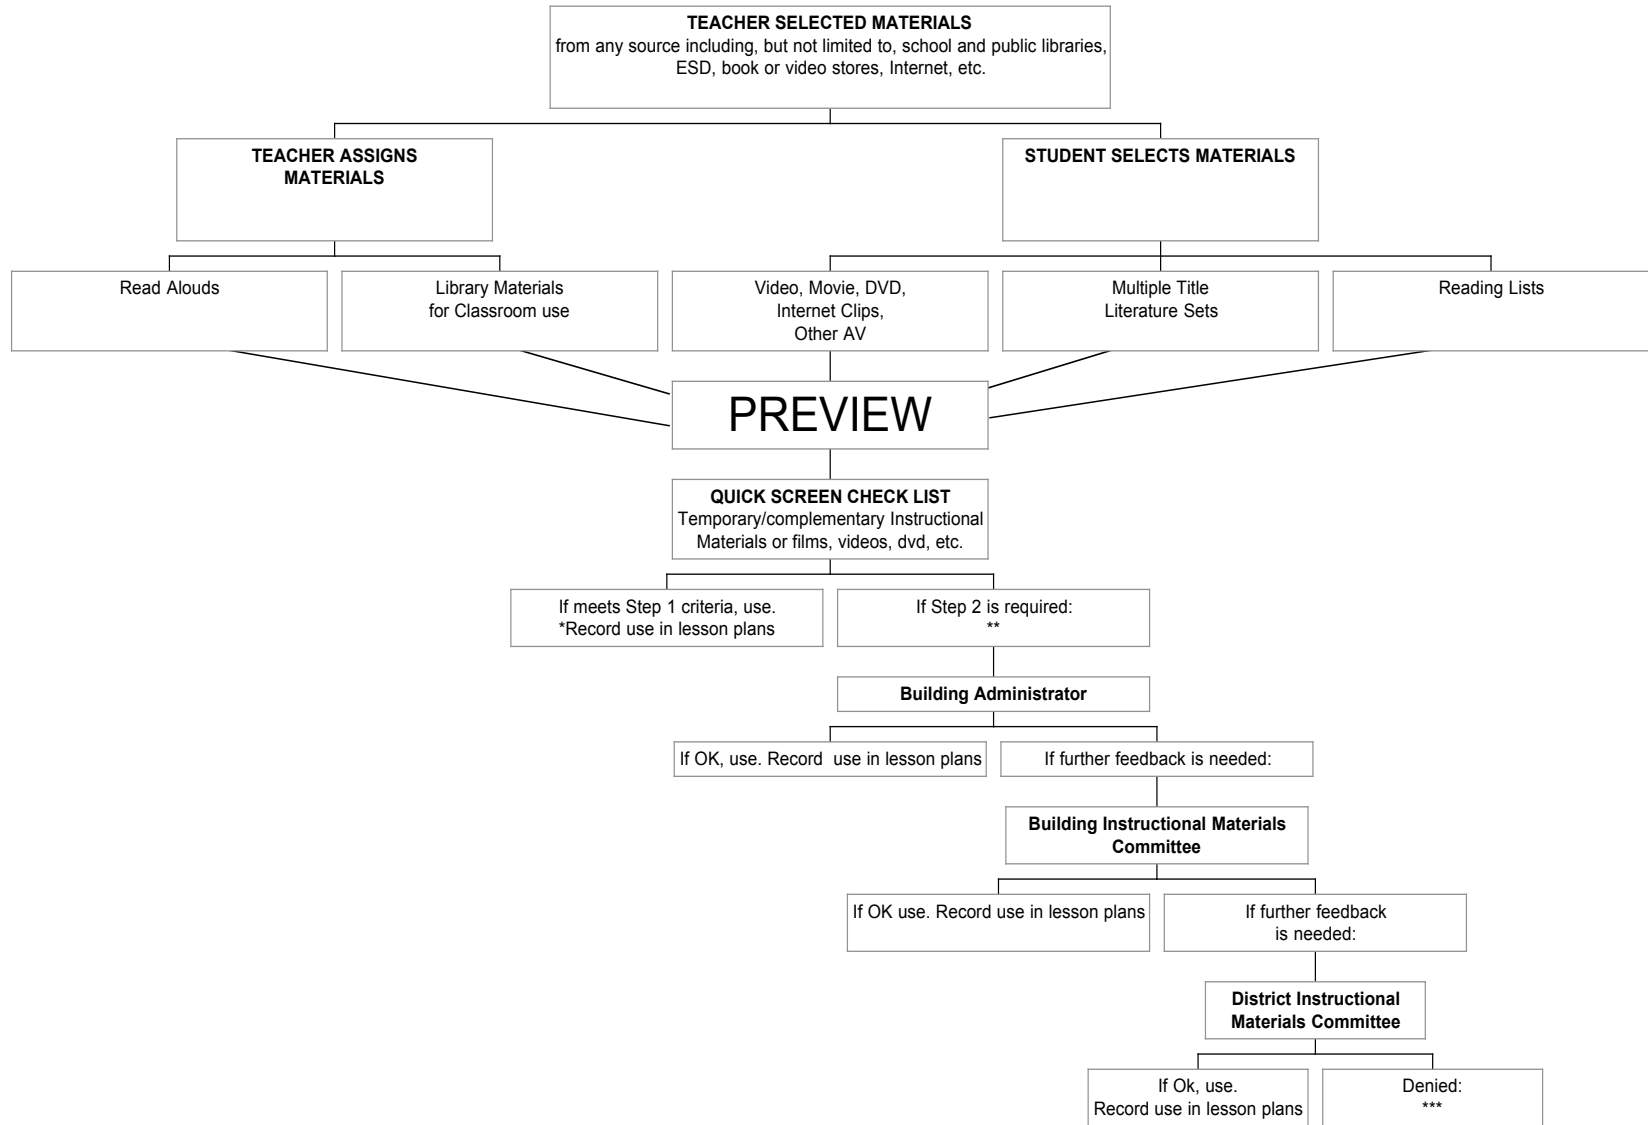 TEACHER SELECTED MATERIALS
from any source including, but not limited to, school and public libraries,
ESD, book or video stores, Internet, etc.
TEACHER ASSIGNS
MATERIALS
STUDENT SELECTS MATERIALS
Read Alouds
Library Materials
for Classroom use
Video, Movie, DVD,
Internet Clips,
Other AV
Multiple Title
Literature Sets
Reading Lists
PREVIEW
QUICK SCREEN CHECK LIST
Temporary/complementary Instructional
Materials or films, videos, dvd, etc.
If meets Step 1 criteria, use.
*Record use in lesson plans
If Step 2 is required:
**
Building Administrator
If OK, use. Record  use in lesson plans
If further feedback is needed:
Building Instructional Materials
Committee
If OK use. Record use in lesson plans
If further feedback
is needed:
District Instructional
Materials Committee
If Ok, use.
Record use in lesson plans
Denied:
***